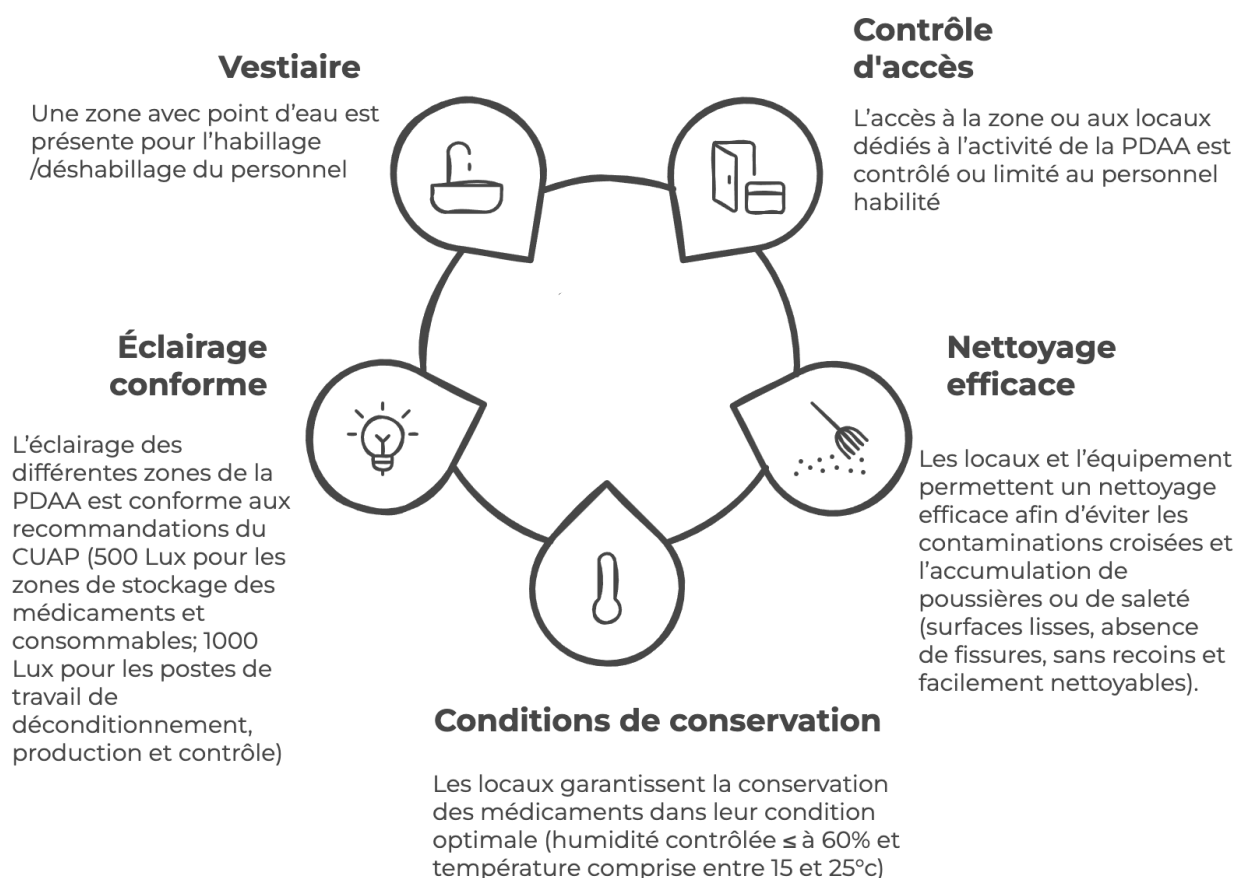 Vestiaire
Une zone avec point d'eau est
présente pour l'habillage
/déshabillage du personnel
Contrôle
d'accès
L'accès à la zone ou aux locaux
dédiés à l'activité de la PDAA est
contrôlé ou limité au personnel
habilité
Éclairage
conforme
L'éclairage des
différentes zones de la
PDAA est conforme aux
recommandations du
CUAP (500 Lux pour les
zones de stockage des
médicaments et
consommables; 1000
Lux pour les postes de
travail de
déconditionnement,
production et contrôle)
Nettoyage
efficace
Les locaux et l'équipement
permettent un nettoyage
efficace afin d'éviter les
contaminations croisées et
l'accumulation de
poussières ou de saleté
(surfaces lisses, absence
de fissures, sans recoins et
facilement nettoyables).
Conditions de conservation
Les locaux garantissent la conservation
des médicaments dans leur condition
optimale (humidité contrôlée ≤ à 60% et
température comprise entre 15 et 25°c)